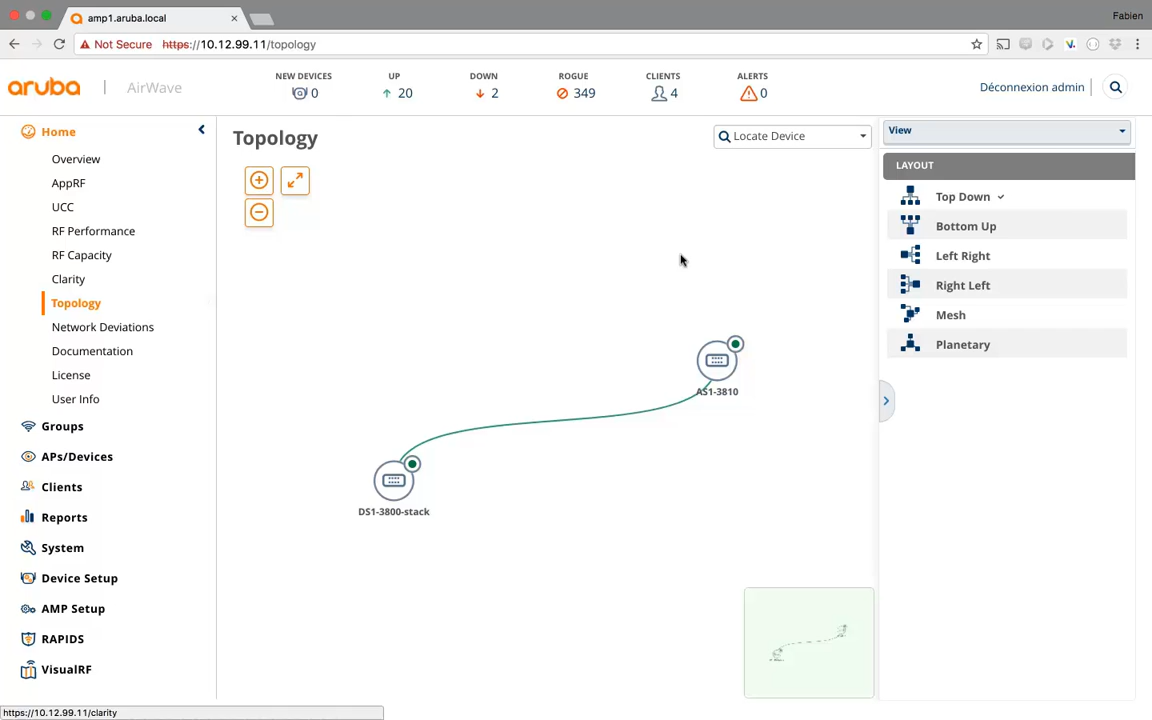 amp1.aruba.local
Fabien
Not Secure https://10.12.99.11/topology
aruba
AirWave
NEW DEVICES
0
UP
20
DOWN
2
ROGUE
349
CLIENTS
4
ALERTS
0
Déconnexion admin
Home
Overview
AppRF
UCC
RF Performance
RF Capacity
Clarity
Topology
Network Deviations
Documentation
License
User Info
Groups
APs/Devices
Clients
Reports
System
Device Setup
AMP Setup
RAPIDS
VisualRF
Topology
Locate Device
AS1-3810
DS1-3800-stack
View
LAYOUT
Top Down
Bottom Up
Left Right
Right Left
Mesh
Planetary
https://10.12.99.11/clarity